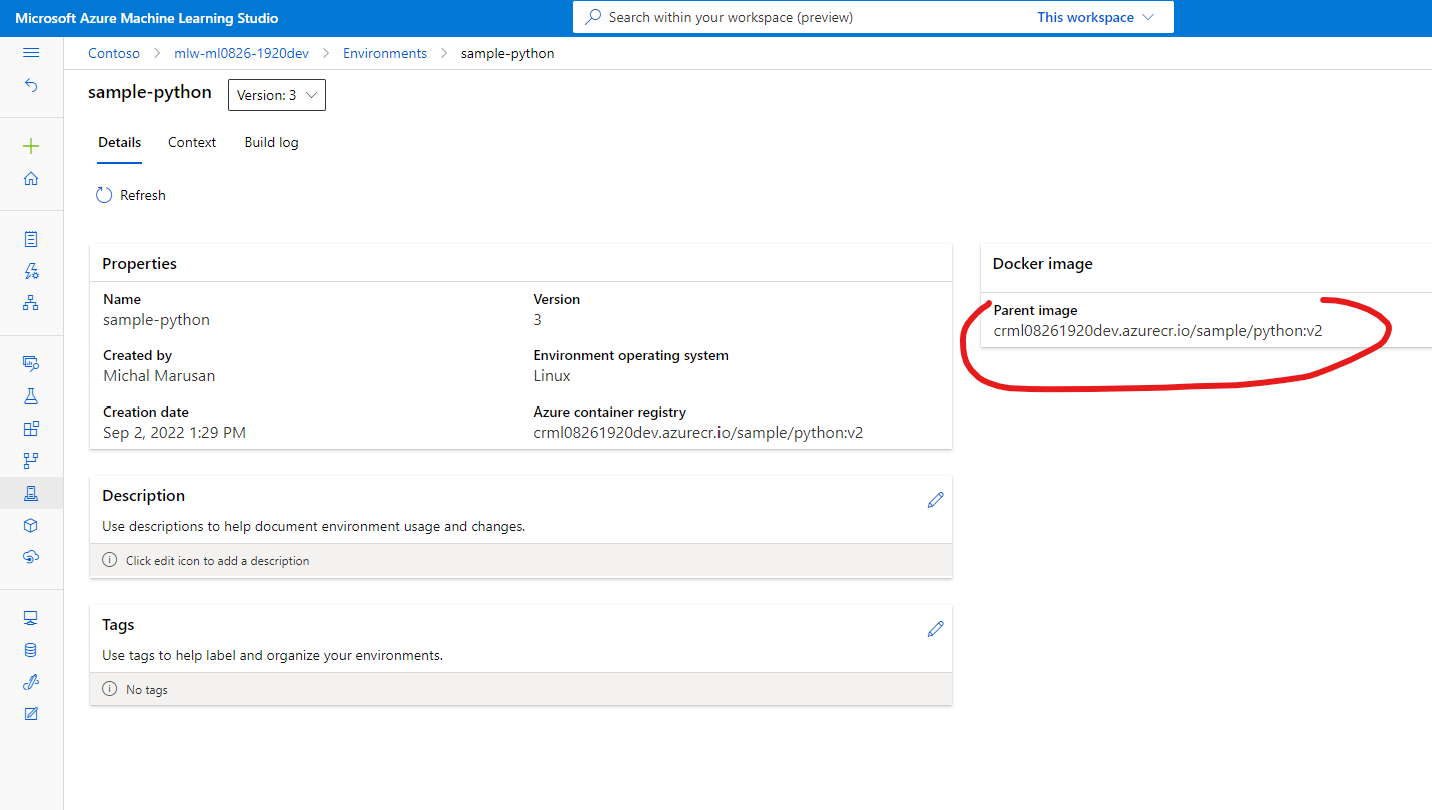 Microsoft Azure Machine Learning Studio
Search within your workspace (preview)
This workspace
Contoso > mlw-ml0826-1920dev > Environments > sample-python
sample-python
Version: 3
Details
Context
Build log
Refresh
Properties
Name
sample-python
Version
3
Created by
Michal Marusan
Environment operating system
Linux
Creation date
Sep 2, 2022 1:29 PM
Azure container registry
crml08261920dev.azurecr.io/sample/python:v2
Docker image
Parent image
crml08261920dev.azurecr.io/sample/python:v2
Description
Use descriptions to help document environment usage and changes.
Click edit icon to add a description
Tags
Use tags to help label and organize your environments.
No tags